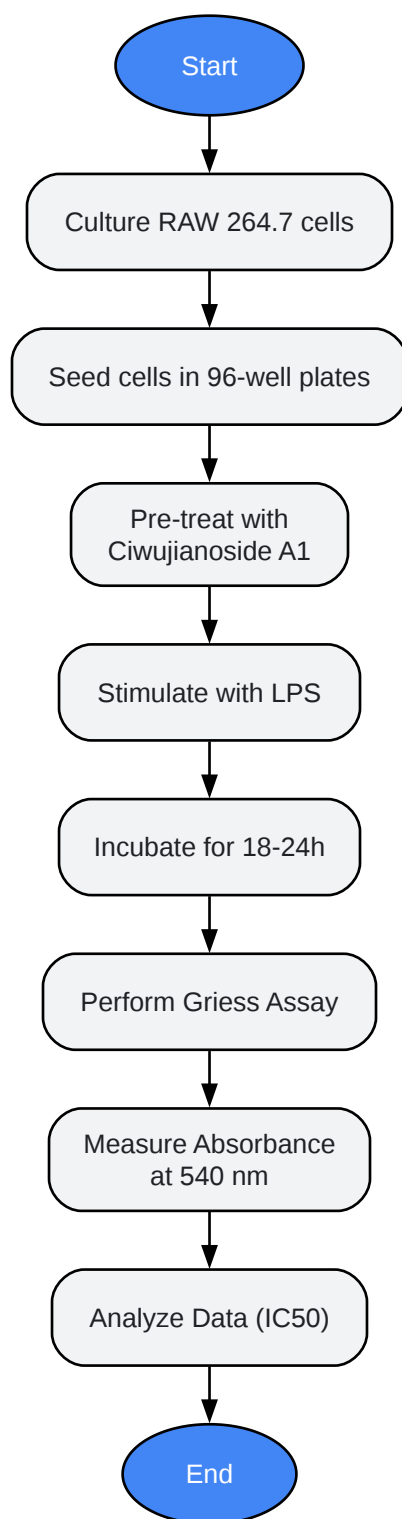 Start
Culture RAW 264.7 cells
Seed cells in 96-well plates
Pre-treat with
Ciwujianoside A1
Stimulate with LPS
Incubate for 18-24h
Perform Griess Assay
Measure Absorbance
at 540 nm
Analyze Data (IC50)
End